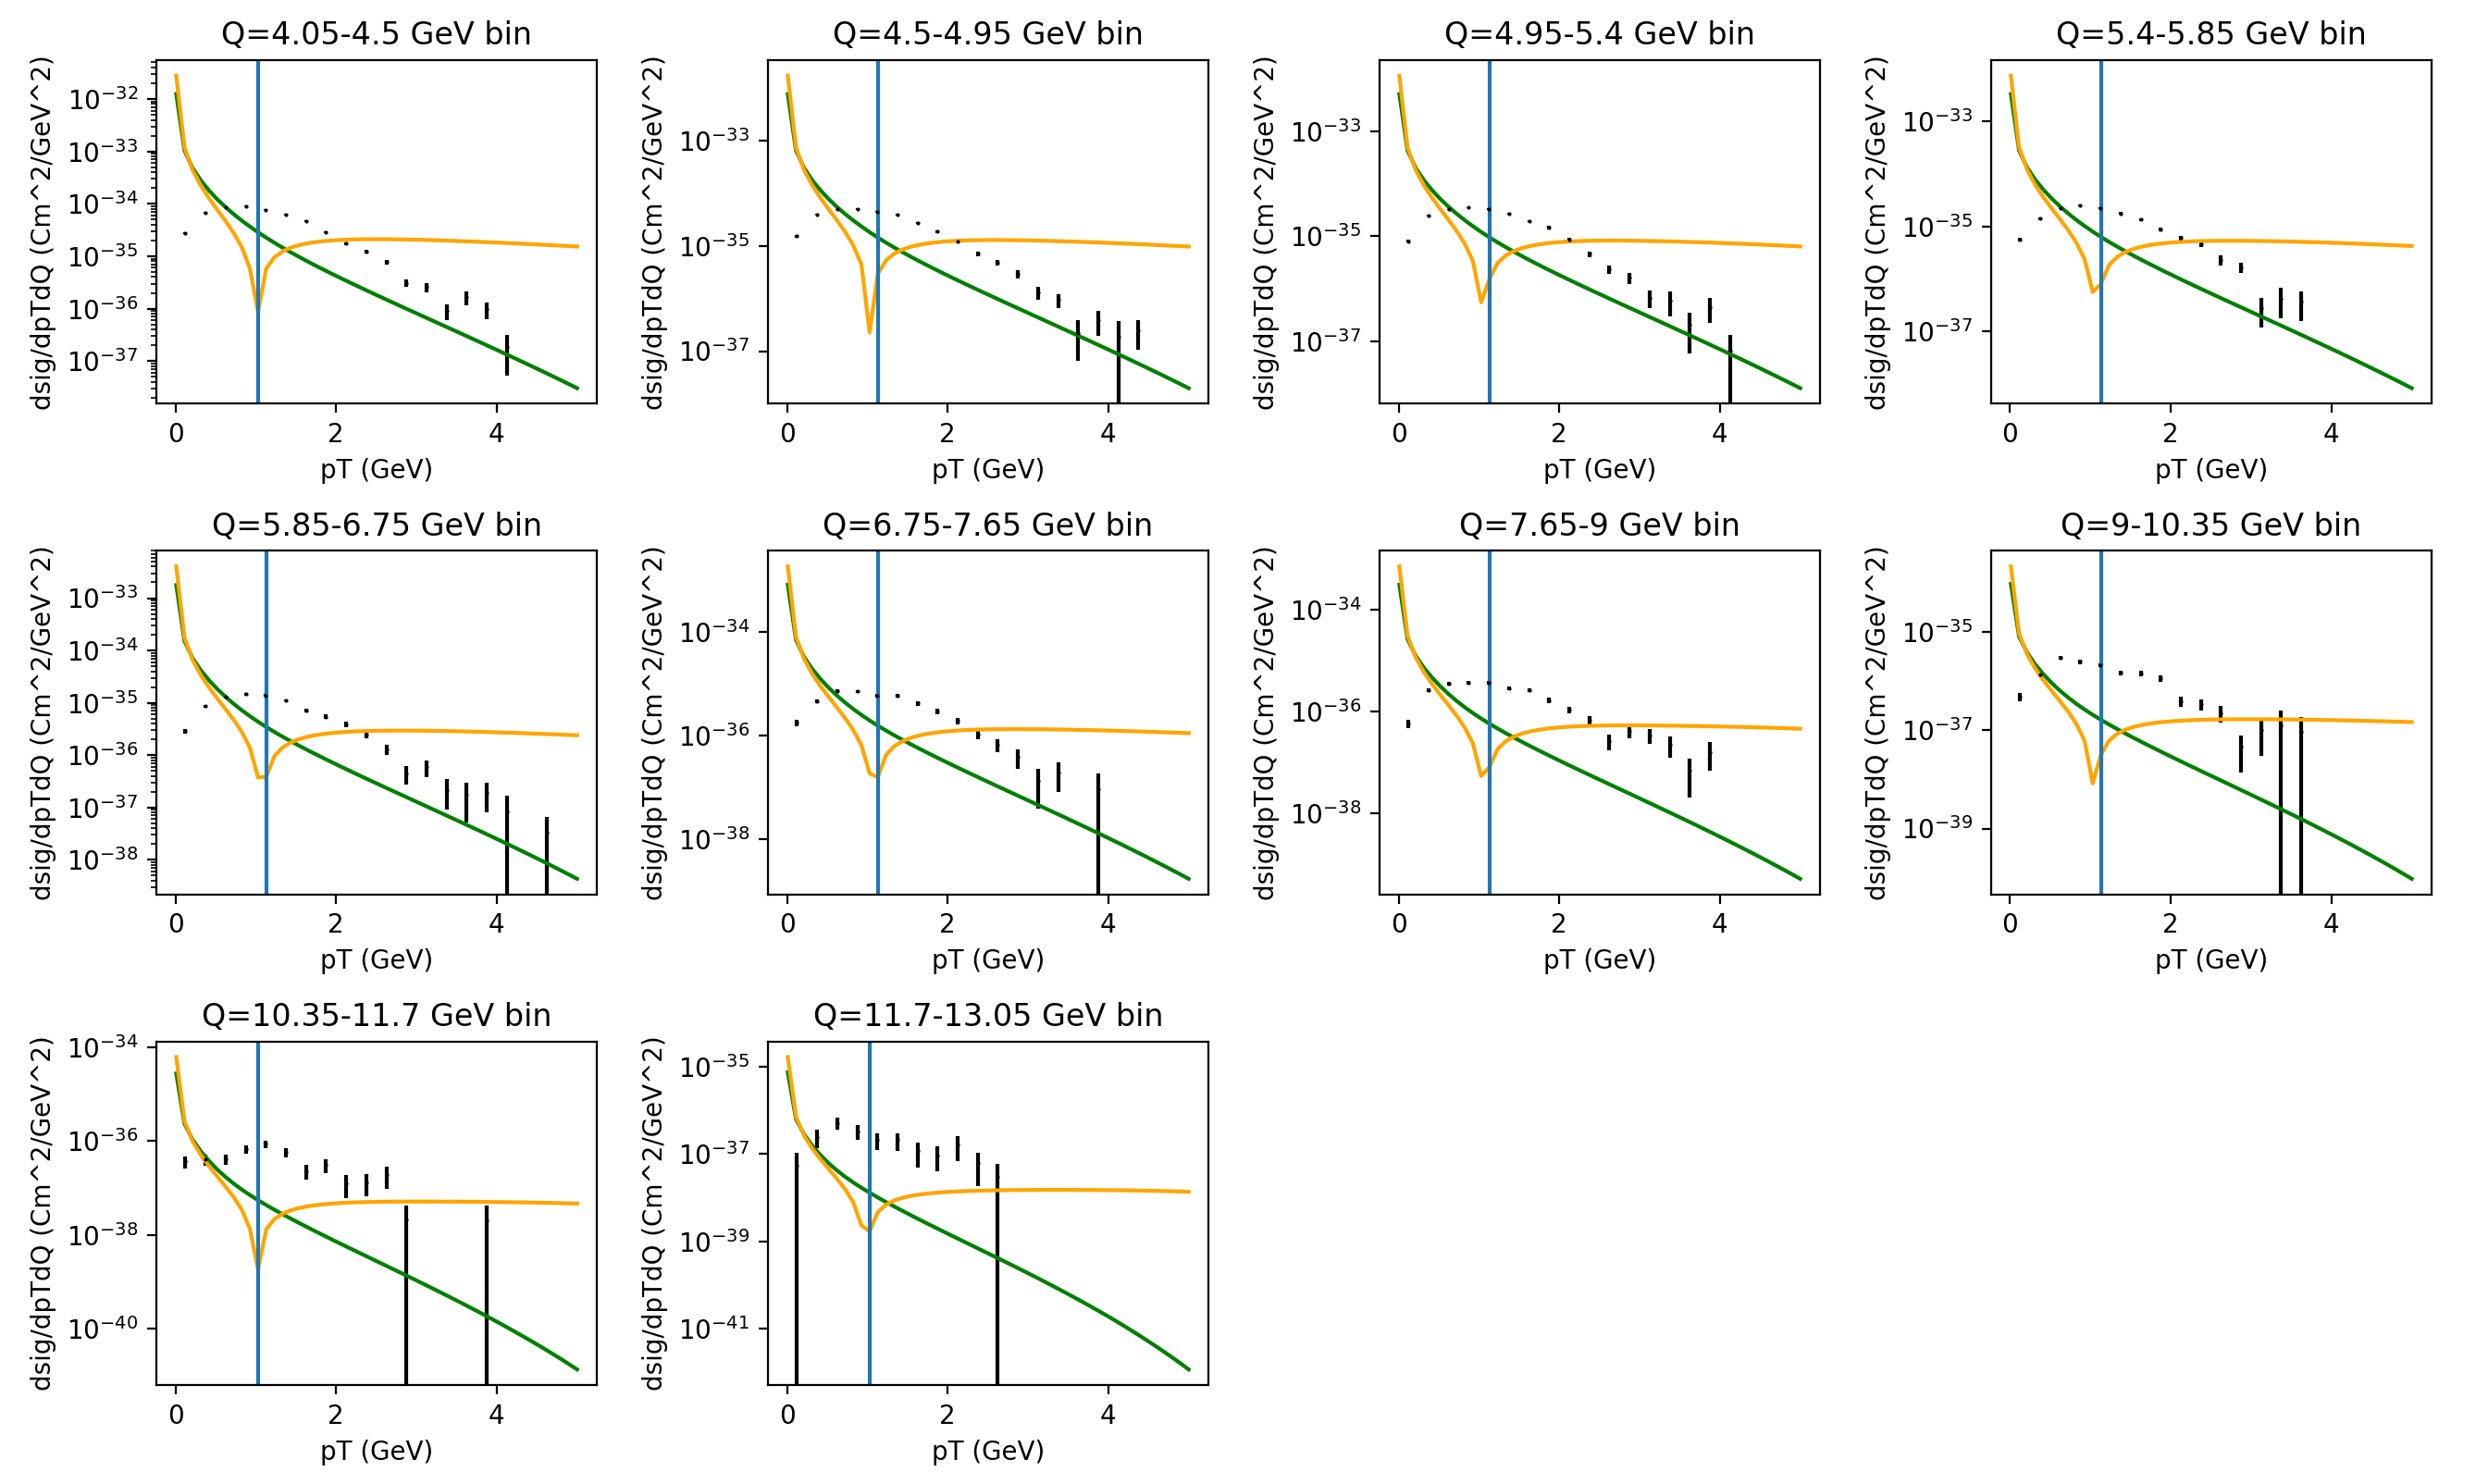 Q=4.05-4.5 GeV bin
dsig/dpTdQ (Cm^2/GeV^2)
10^{-32}
10^{-33}
10^{-34}
10^{-35}
10^{-36}
10^{-37}
0 2 4
pT (GeV)
Q=4.5-4.95 GeV bin
dsig/dpTdQ (Cm^2/GeV^2)
10^{-33}
10^{-35}
10^{-37}
0 2 4
pT (GeV)
Q=4.95-5.4 GeV bin
dsig/dpTdQ (Cm^2/GeV^2)
10^{-33}
10^{-35}
10^{-37}
0 2 4
pT (GeV)
Q=5.4-5.85 GeV bin
dsig/dpTdQ (Cm^2/GeV^2)
10^{-33}
10^{-35}
10^{-37}
0 2 4
pT (GeV)
Q=5.85-6.75 GeV bin
dsig/dpTdQ (Cm^2/GeV^2)
10^{-33}
10^{-34}
10^{-35}
10^{-36}
10^{-37}
10^{-38}
0 2 4
pT (GeV)
Q=6.75-7.65 GeV bin
dsig/dpTdQ (Cm^2/GeV^2)
10^{-34}
10^{-36}
10^{-38}
0 2 4
pT (GeV)
Q=7.65-9 GeV bin
dsig/dpTdQ (Cm^2/GeV^2)
10^{-34}
10^{-36}
10^{-38}
0 2 4
pT (GeV)
Q=9-10.35 GeV bin
dsig/dpTdQ (Cm^2/GeV^2)
10^{-35}
10^{-37}
10^{-39}
0 2 4
pT (GeV)
Q=10.35-11.7 GeV bin
dsig/dpTdQ (Cm^2/GeV^2)
10^{-34}
10^{-36}
10^{-38}
10^{-40}
0 2 4
pT (GeV)
Q=11.7-13.05 GeV bin
dsig/dpTdQ (Cm^2/GeV^2)
10^{-35}
10^{-37}
10^{-39}
10^{-41}
0 2 4
pT (GeV)